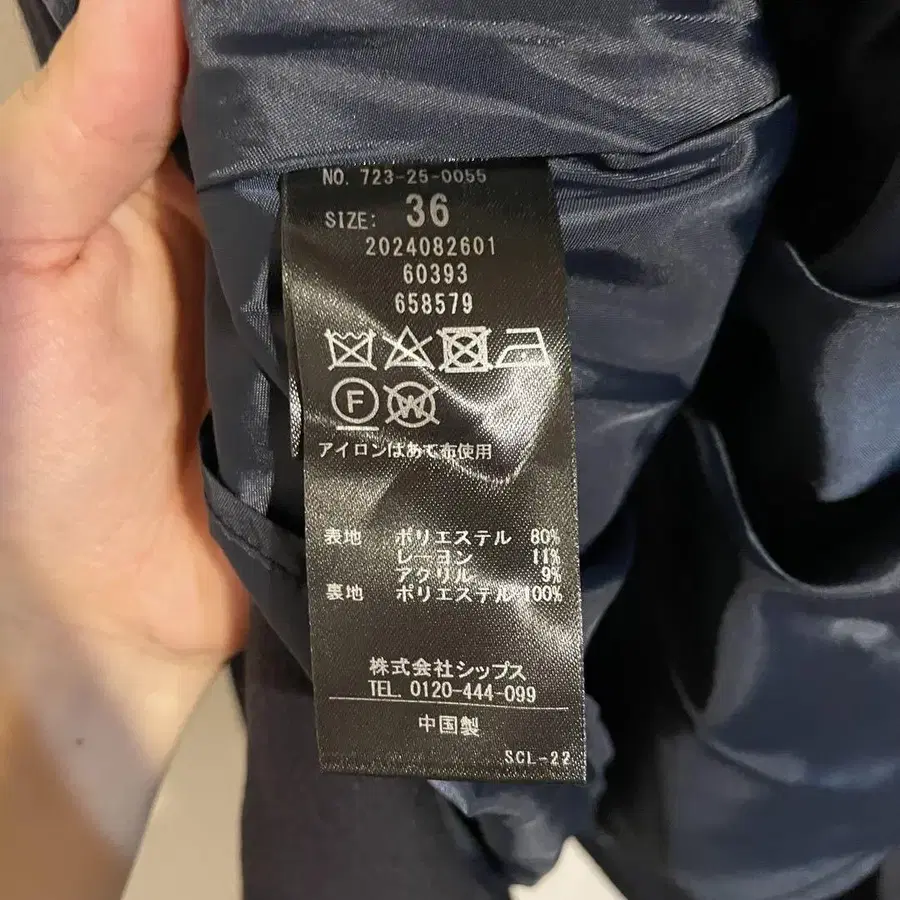 NO. 723-25-0055
SIZE: 36
2024082601
60393
658579
F W
アイロンはあて布使用
表地 ポリエステル 80%
レーヨン 11%
アクリル 9%
裏地 ポリエステル 100%
株式会社シップス
TEL. 0120-444-099
中国製
SCL-22